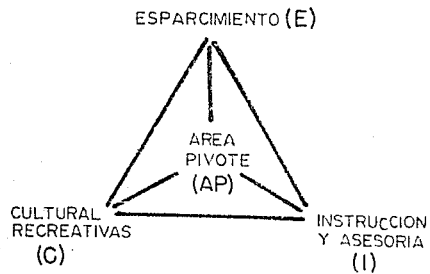 ESPARCIMIENTO (E)
AREA
PIVOTE
(AP)
CULTURAL
RECREATIVAS
(C)
INSTRUCCION
Y ASESORIA
(I)